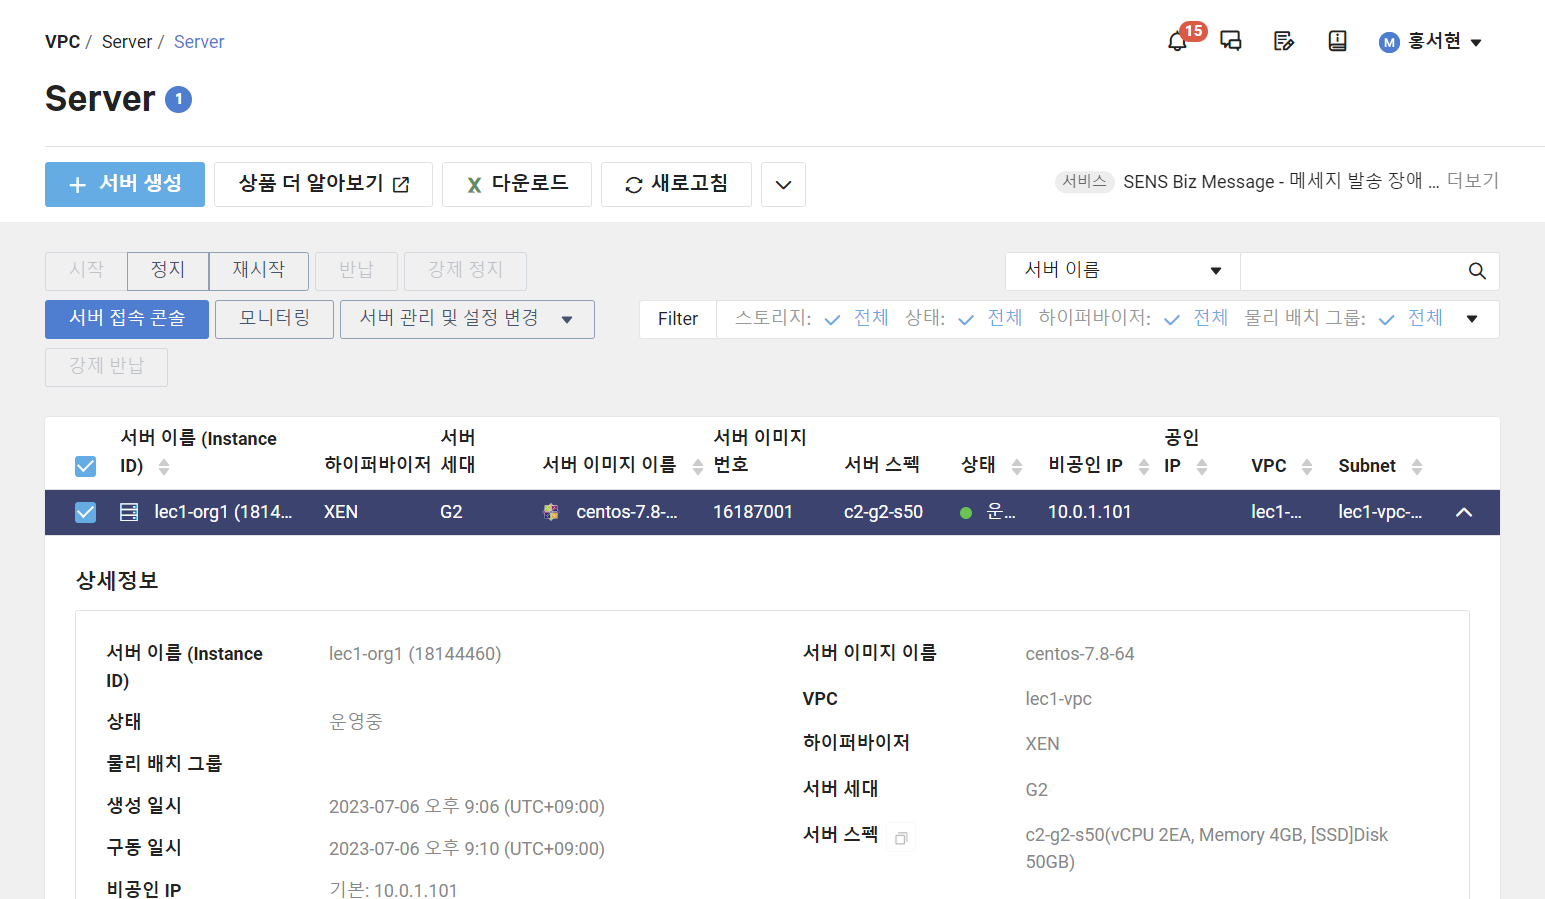 VPC / Server / Server
15
M 홍서현
Server 1
서버 생성
상품 더 알아보기
X 다운로드
새로고침
서비스 SENS Biz Message - 메세지 발송 장애 ... 더보기
시작 정지 재시작 반납 강제 정지
서버 이름
서버 접속 콘솔 모니터링 서버 관리 및 설정 변경
Filter 스토리지: 전체 상태: 전체 하이퍼바이저: 전체 물리 배치 그룹: 전체
강제 반납
서버 이름 (Instance ID) 하이퍼바이저 서버 세대 서버 이미지 이름 서버 이미지 번호 서버 스펙 상태 비공인 IP 공인 IP VPC Subnet
lec1-org1 (1814... XEN G2 centos-7.8-... 16187001 c2-g2-s50 운... 10.0.1.101 lec1-... lec1-vpc-...
상세정보
서버 이름 (Instance ID) lec1-org1 (18144460)
상태 운영중
물리 배치 그룹
생성 일시 2023-07-06 오후 9:06 (UTC+09:00)
구동 일시 2023-07-06 오후 9:10 (UTC+09:00)
비공인 IP 기본: 10.0.1.101
서버 이미지 이름 centos-7.8-64
VPC lec1-vpc
하이퍼바이저 XEN
서버 세대 G2
서버 스펙 c2-g2-s50(vCPU 2EA, Memory 4GB, [SSD]Disk
50GB)